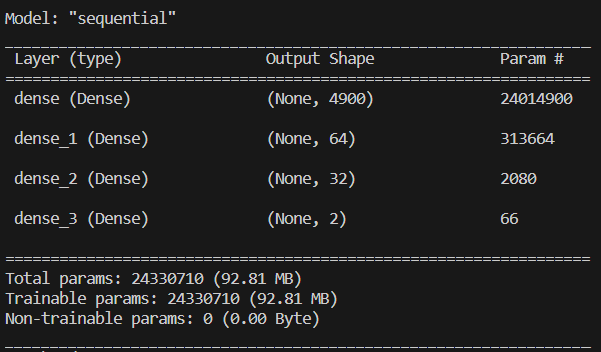 Model: "sequential"
_________________________________________________________________
Layer (type) Output Shape Param #
=================================================================
dense (Dense) (None, 4900) 24014900
dense_1 (Dense) (None, 64) 313664
dense_2 (Dense) (None, 32) 2080
dense_3 (Dense) (None, 2) 66
=================================================================
Total params: 24330710 (92.81 MB)
Trainable params: 24330710 (92.81 MB)
Non-trainable params: 0 (0.00 Byte)
_________________________________________________________________